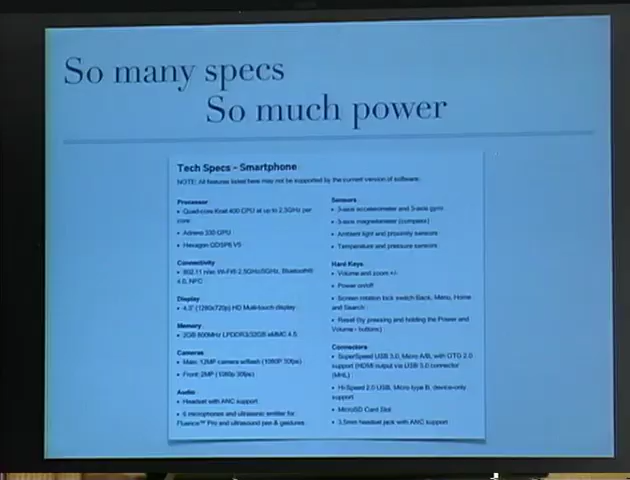 So many specs
So much power
Tech Specs - Smartphone
NOTE: All features listed here may not be supported by the current version of software.
Processor
• Quad-core Krait 400 CPU at up to 2.3GHz per
core
• Adreno 330 GPU
• Hexagon QDSP6 V5
Connectivity
• 802.11 n/ac Wi-Fi® 2.5GHz/5GHz, Bluetooth®
4.0, NFC
Display
• 4.3" (1280x720p) HD Multi-touch display
Memory
• 2GB 800MHz LPDDR3/32GB eMMC 4.5
Cameras
• Main: 12MP camera w/flash (1080P 30fps)
• Front: 2MP (1080p 30fps)
Audio
• Headset with ANC support
• 6 microphones and ultrasonic emitter for
Fluence™ Pro and ultrasound pen & gestures
Sensors
• 3-axis accelerometer and 3-axis gyro
• 3-axis magnetometer (compass)
• Ambient light and proximity sensors
• Temperature and pressure sensors
Hard Keys
• Volume and zoom +/-
• Power on/off
• Screen rotation lock switch Back, Menu, Home
and Search
• Reset (by pressing and holding the Power and
Volume - buttons)
Connectors
• SuperSpeed USB 3.0, Micro A/B, with OTG 2.0
support (HDMI output via USB 3.0 connector
(MHL)
• Hi-Speed 2.0 USB, Micro type B, device-only
support
• MicroSD Card Slot
• 3.5mm headset jack with ANC support